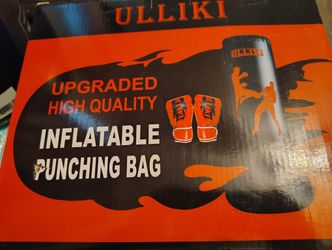 ULLIKI
UPGRADED
HIGH QUALITY
INFLATABLE
PUNCHING BAG
ULLIKI